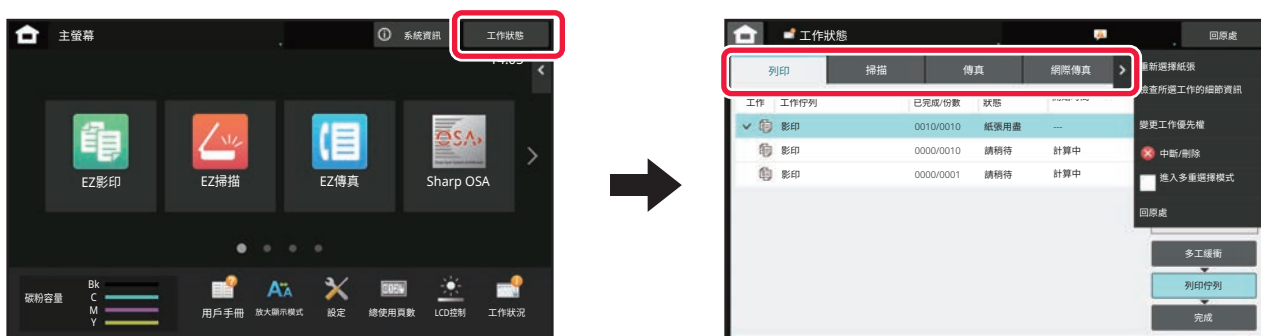 主螢幕
系統資訊
工作狀態
EZ影印
EZ掃描
EZ傳真
Sharp OSA
碳粉容量
Bk
C
M
Y
用戶手冊
放大顯示模式
設定
總使用頁數
LCD控制
工作狀況
工作狀態
回原處
列印
掃描
傳真
網際傳真
重新選擇紙張
檢查所選工作的細節資訊
變更工作優先權
中斷/刪除
進入多重選擇模式
回原處
工作 工作佇列 已完成/份數 狀態
影印 0010/0010 紙張用盡 ---
影印 0000/0010 請稍待 計算中
影印 0000/0001 請稍待 計算中
多工緩衝
列印佇列
完成